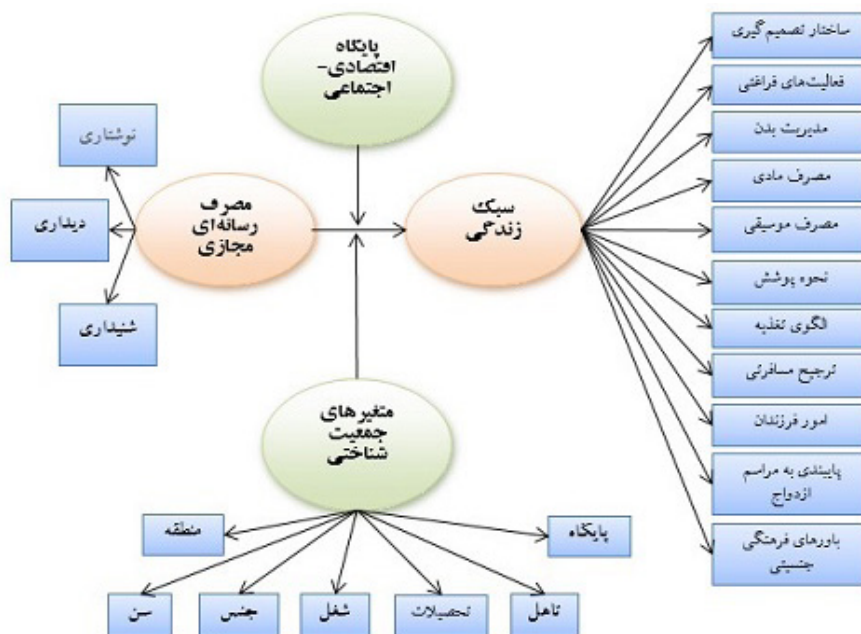 پایگاه
اقتصادی-
اجتماعی
مصرف
رسانه‌ای
مجازی
نوشتاری
دیداری
شنیداری
سبک
زندگی
ساختار تصمیم‌گیری
فعالیت‌های فراغتی
مدیریت بدن
مصرف مادی
مصرف موسیقی
نحوه پوشش
الگوی تغذیه
ترجیح مسافرتی
امور فرزندان
پایبندی به مراسم
ازدواج
باورهای فرهنگی
جنسیتی
متغیرهای
جمعیت
شناختی
پایگاه
منطقه
تاهل
تحصیلات
شغل
جنس
سن